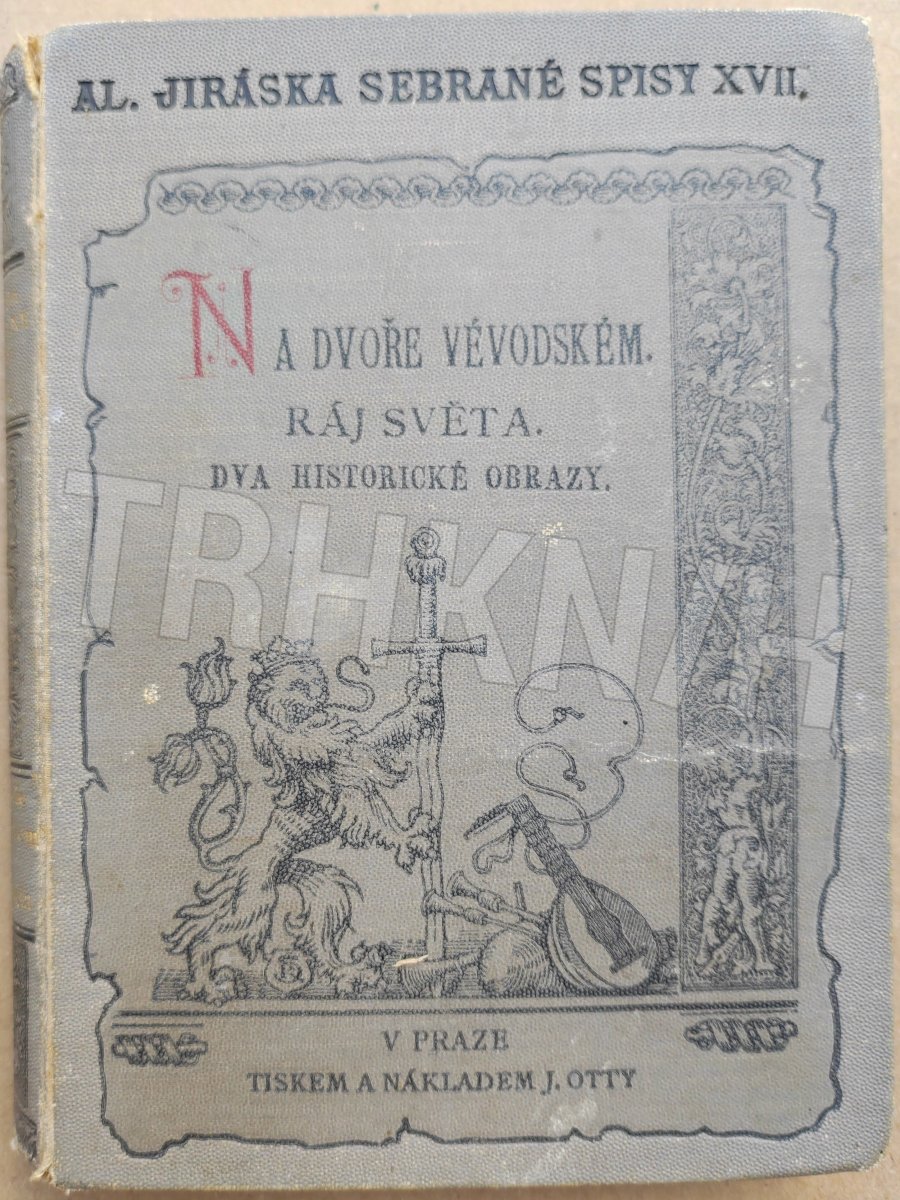 AL. JIRÁSKA SEBRANÉ SPISY XVII.
NA DVOŘE VÉVODSKÉM.
RÁJ SVĚTA.
DVA HISTORICKÉ OBRAZY.
TRHKNIH
V PRAZE
TISKEM A NÁKLADEM J. OTTY